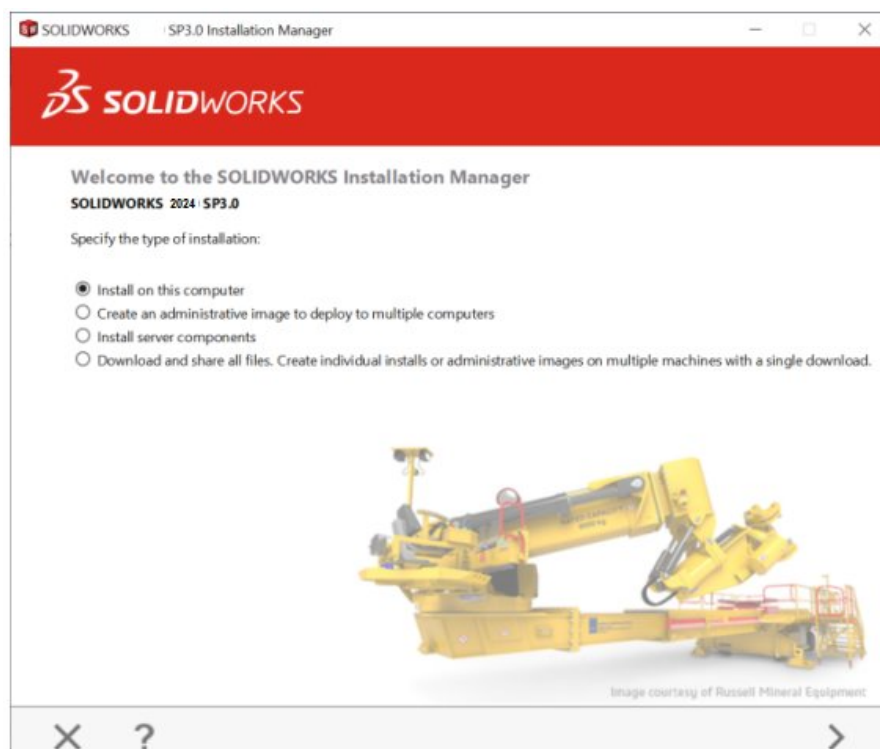 SOLIDWORKS SP3.0 Installation Manager
SOLIDWORKS
Welcome to the SOLIDWORKS Installation Manager
SOLIDWORKS 2024 SP3.0
Specify the type of installation:
Install on this computer
Create an administrative image to deploy to multiple computers
Install server components
Download and share all files. Create individual installs or administrative images on multiple machines with a single download.
Image courtesy of Russell Mineral Equipment
?